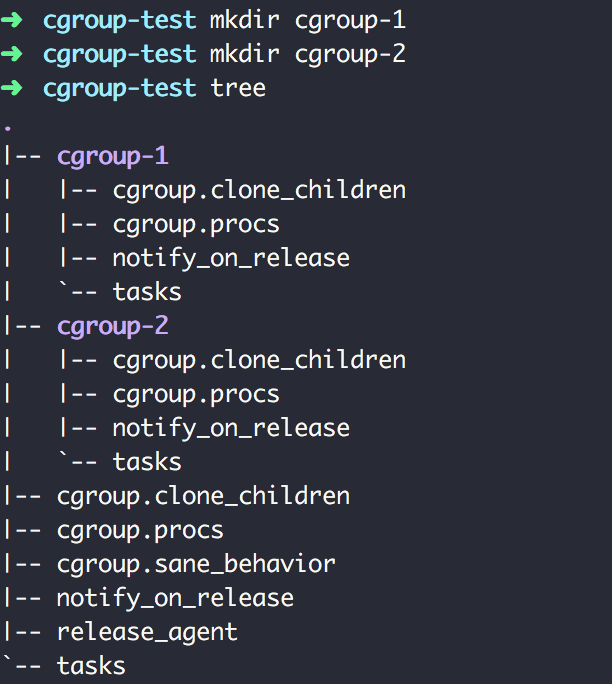 ➜  cgroup-test mkdir cgroup-1
➜  cgroup-test mkdir cgroup-2
➜  cgroup-test tree
.
|-- cgroup-1
|   |-- cgroup.clone_children
|   |-- cgroup.procs
|   |-- notify_on_release
|   `-- tasks
|-- cgroup-2
|   |-- cgroup.clone_children
|   |-- cgroup.procs
|   |-- notify_on_release
|   `-- tasks
|-- cgroup.clone_children
|-- cgroup.procs
|-- cgroup.sane_behavior
|-- notify_on_release
|-- release_agent
`-- tasks